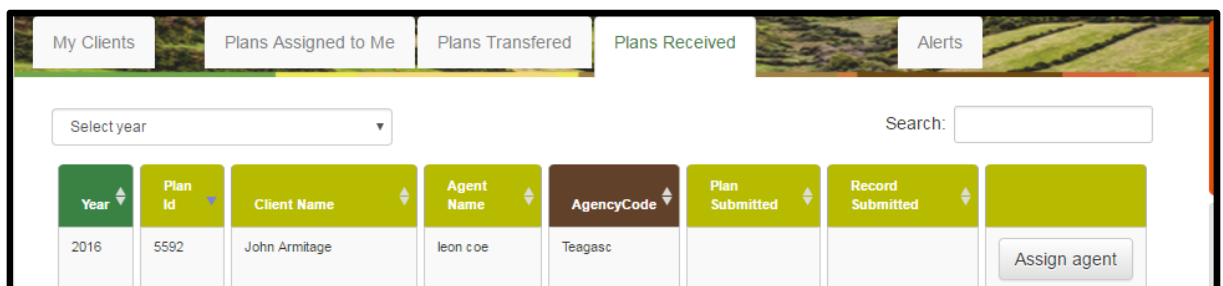 My Clients Plans Assigned to Me Plans Transfered Plans Received Alerts
Select year Search:
Year Plan Id Client Name Agent Name AgencyCode Plan Submitted Record Submitted
2016 5592 John Armitage leon coe Teagasc Assign agent